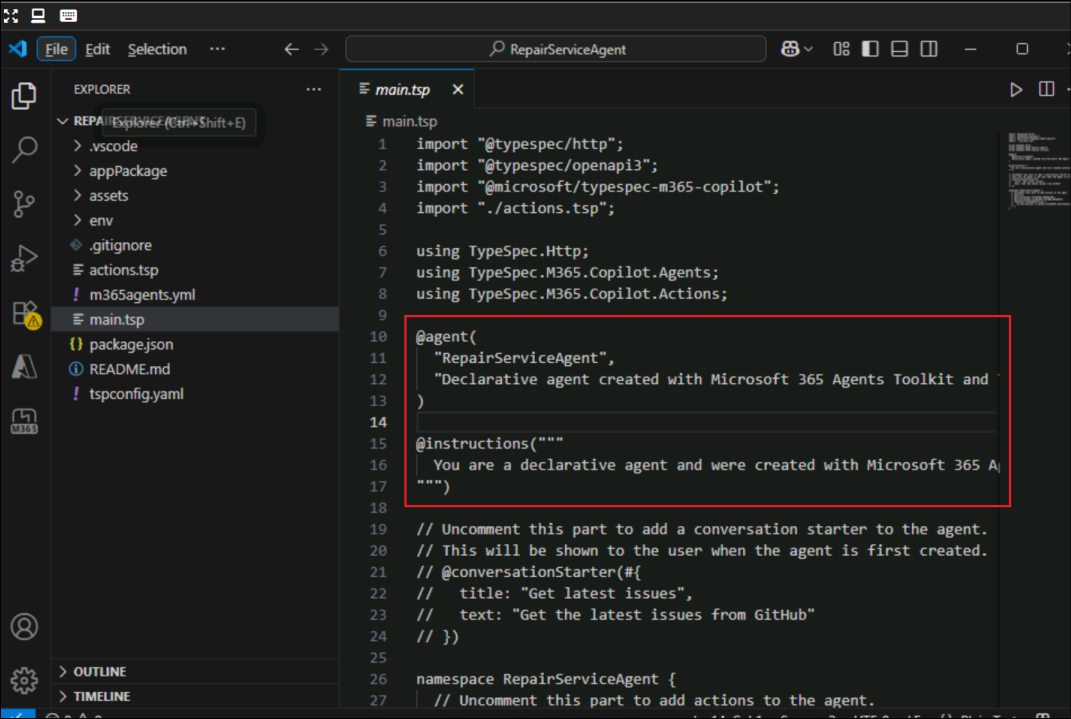 File Edit Selection ··· RepairServiceAgent
EXPLORER ···
Explorer (Ctrl+Shift+E)
.vscode
appPackage
assets
env
.gitignore
actions.tsp
m365agents.yml
main.tsp
package.json
README.md
tspconfig.yaml
OUTLINE
TIMELINE
M365
main.tsp
main.tsp
1 import "@typespec/http";
2 import "@typespec/openapi3";
3 import "@microsoft/typespec-m365-copilot";
4 import "./actions.tsp";
5
6 using TypeSpec.Http;
7 using TypeSpec.M365.Copilot.Agents;
8 using TypeSpec.M365.Copilot.Actions;
9
10 @agent(
11 "RepairServiceAgent",
12 "Declarative agent created with Microsoft 365 Agents Toolkit and
13 )
14
15 @instructions("""
16 You are a declarative agent and were created with Microsoft 365
17 """)
18
19 // Uncomment this part to add a conversation starter to the agent.
20 // This will be shown to the user when the agent is first created.
21 // @conversationStarter(#{
22 // title: "Get latest issues",
23 // text: "Get the latest issues from GitHub"
24 // })
25
26 namespace RepairServiceAgent {
27 // Uncomment this part to add actions to the agent.